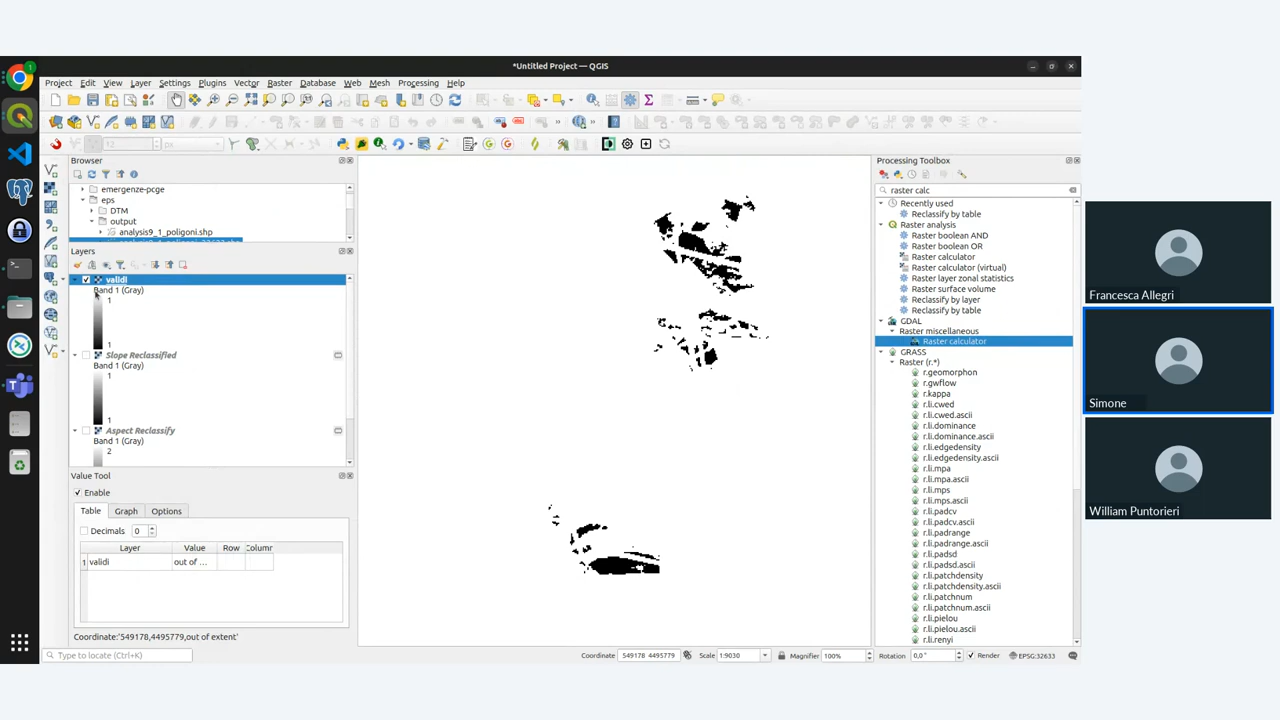 *Untitled Project — QGIS
Project Edit View Layer Settings Plugins Vector Raster Database Web Mesh Processing Help
Browser
emergenze-pcge
eps
DTM
output
analysis9_1_poligoni.shp
Layers
validi
Band 1 (Gray)
1
1
Slope Reclassified
Band 1 (Gray)
1
1
Aspect Reclassify
Band 1 (Gray)
2
Value Tool
Enable
Table Graph Options
Decimals 0
Layer Value Row Column
1 validi out of ...
Coordinate:'549178,4495779,out of extent'
Type to locate (Ctrl+K)
Coordinate 549178 4495779 Scale 1:9030 Magnifier 100% Rotation 0,0° Render EPSG:32633
Processing Toolbox
raster calc
Recently used
Reclassify by table
Raster analysis
Raster boolean AND
Raster boolean OR
Raster calculator
Raster calculator (virtual)
Raster layer zonal statistics
Raster surface volume
Reclassify by layer
Reclassify by table
GDAL
Raster miscellaneous
Raster calculator
GRASS
Raster (r.*)
r.geomorphon
r.gwflow
r.kappa
r.li.cwed
r.li.cwed.ascii
r.li.dominance
r.li.dominance.ascii
r.li.edgedensity
r.li.edgedensity.ascii
r.li.mpa
r.li.mpa.ascii
r.li.mps
r.li.mps.ascii
r.li.padcv
r.li.padcv.ascii
r.li.padrange
r.li.padrange.ascii
r.li.padsd
r.li.padsd.ascii
r.li.patchdensity
r.li.patchdensity.ascii
r.li.patchnum
r.li.patchnum.ascii
r.li.pielou
r.li.pielou.ascii
r.li.renyi
Francesca Allegri
Simone
William Puntorieri